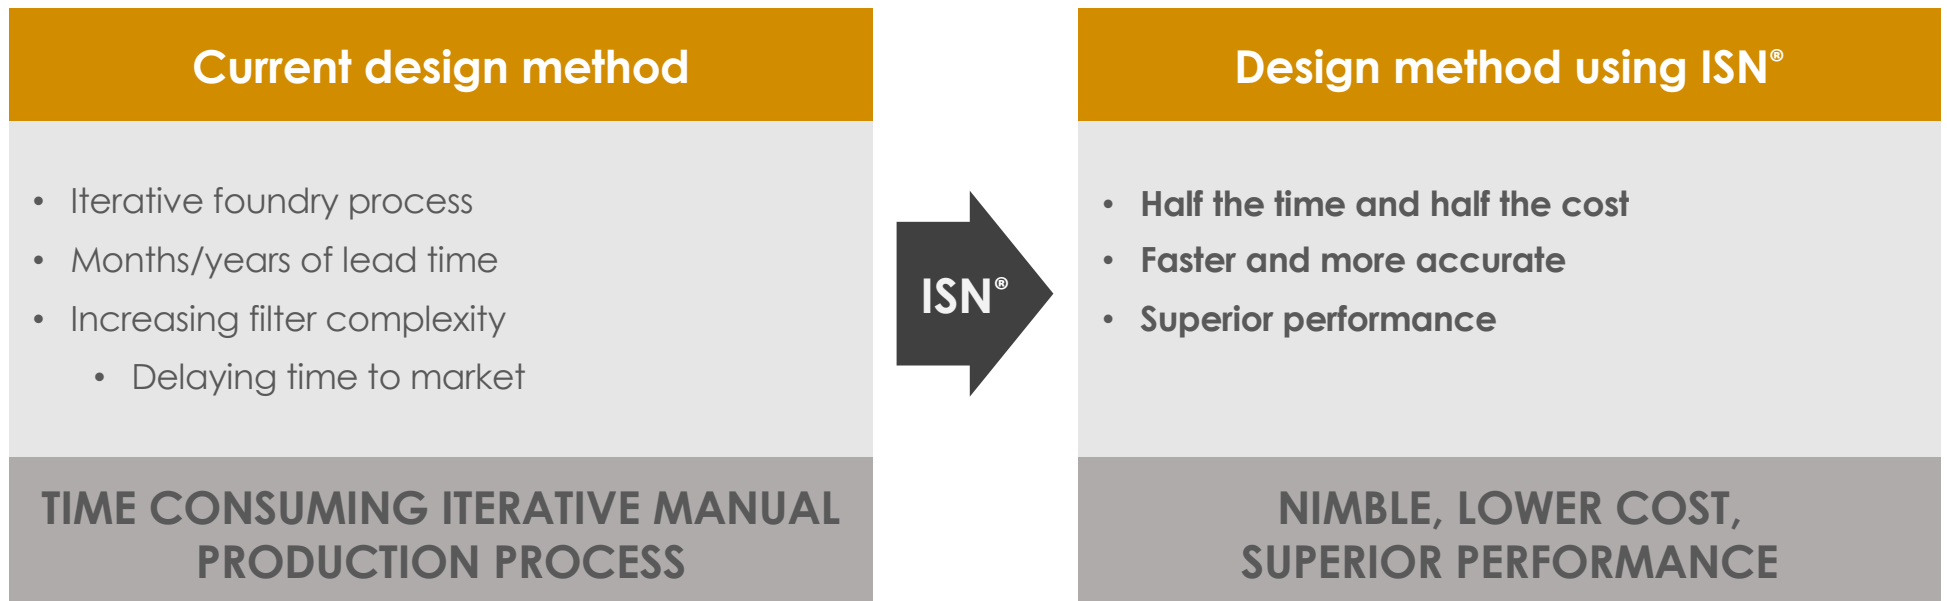 Current design method
• Iterative foundry process
• Months/years of lead time
• Increasing filter complexity
• Delaying time to market
TIME CONSUMING ITERATIVE MANUAL
PRODUCTION PROCESS
ISN®
Design method using ISN®
• Half the time and half the cost
• Faster and more accurate
• Superior performance
NIMBLE, LOWER COST,
SUPERIOR PERFORMANCE